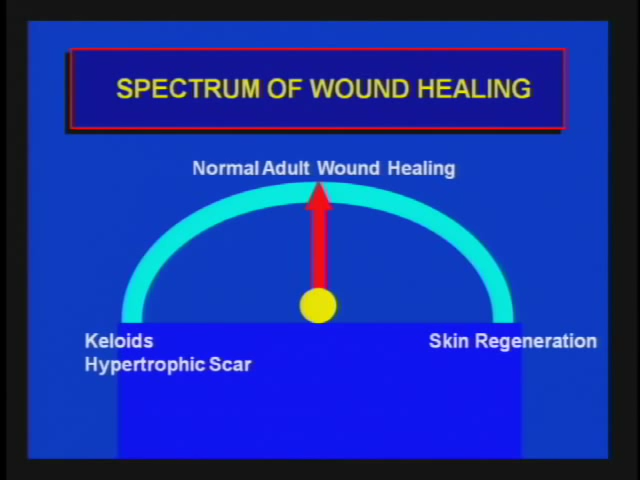 SPECTRUM OF WOUND HEALING
Normal Adult Wound Healing
Keloids
Hypertrophic Scar
Skin Regeneration